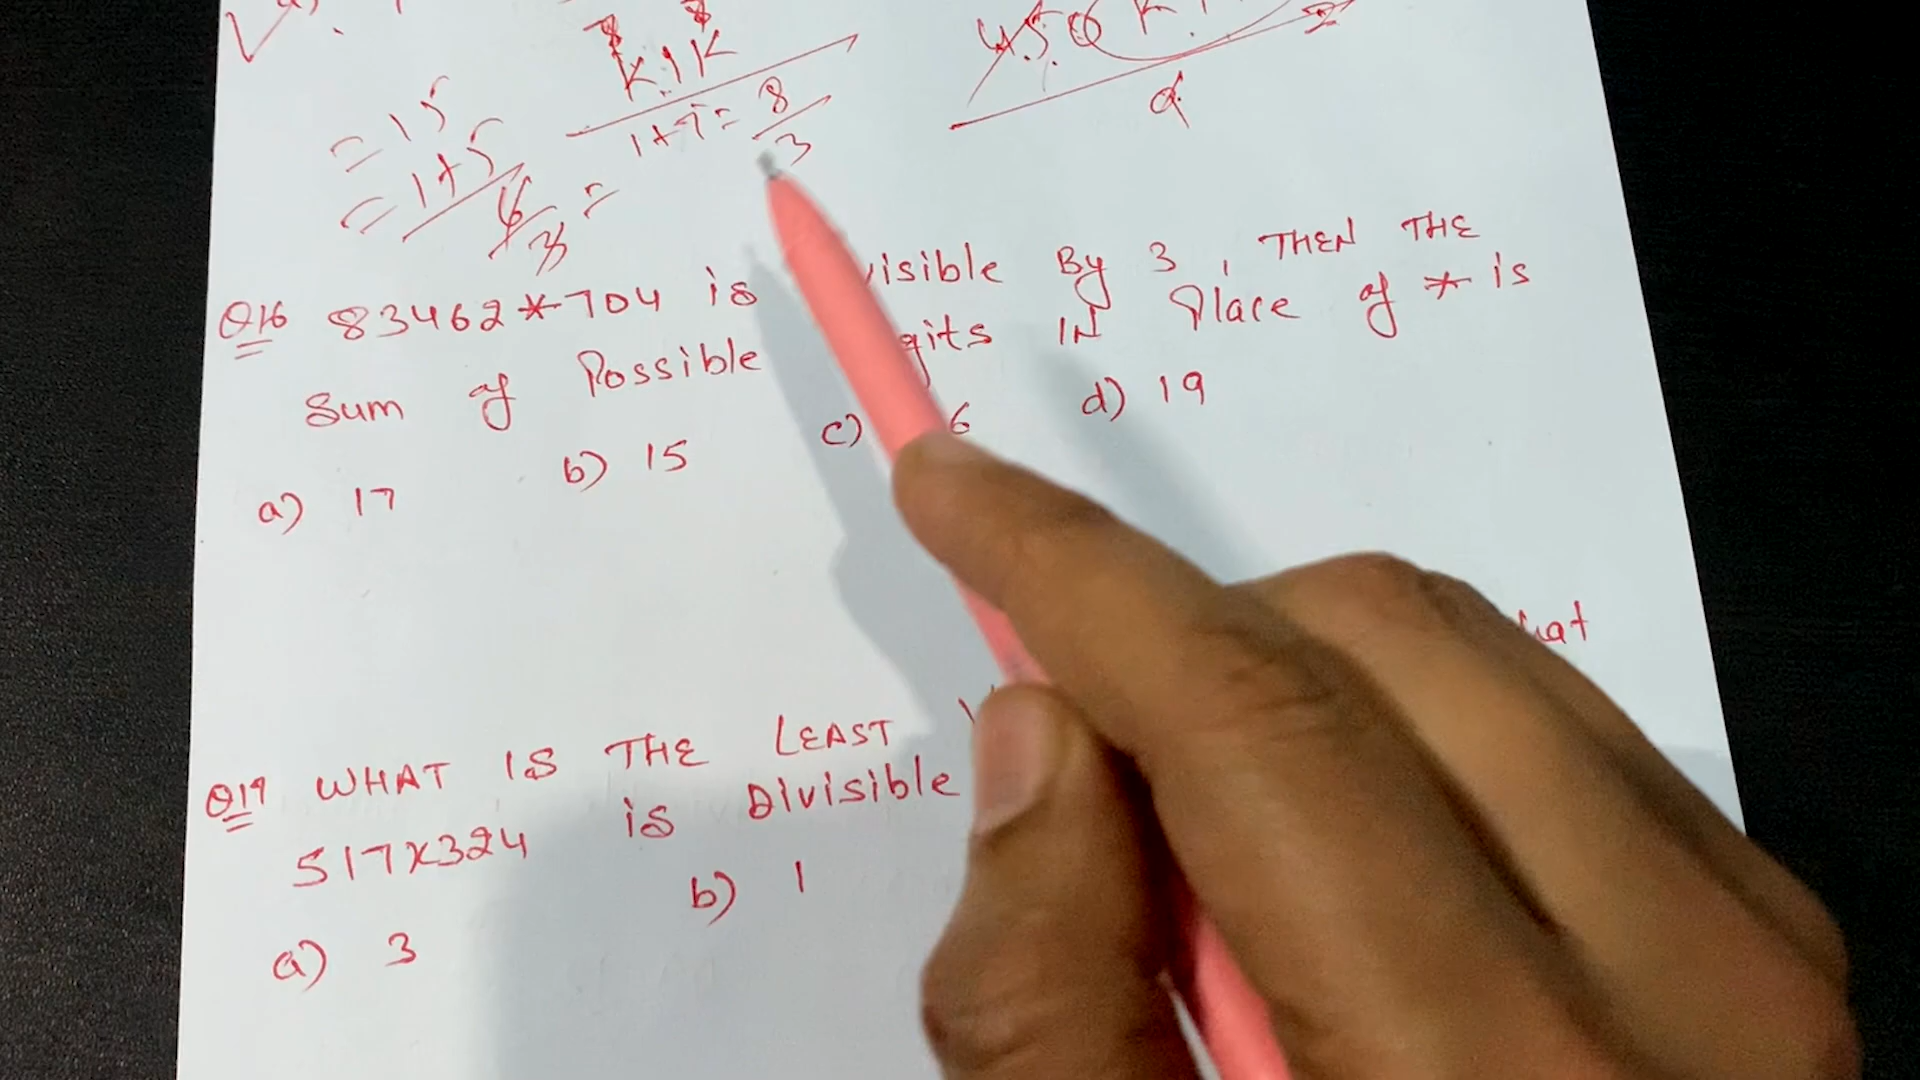 K1K
1+7=8/3
=15
=1+5
6/3 =
Q16 83462*704 is visible By 3, THEN THE
Sum of Possible gits IN Place of * is
a) 17 b) 15 c) 6 d) 19
hat
Q17 WHAT IS THE LEAST
517x324 is Divisible
a) 3 b) 1